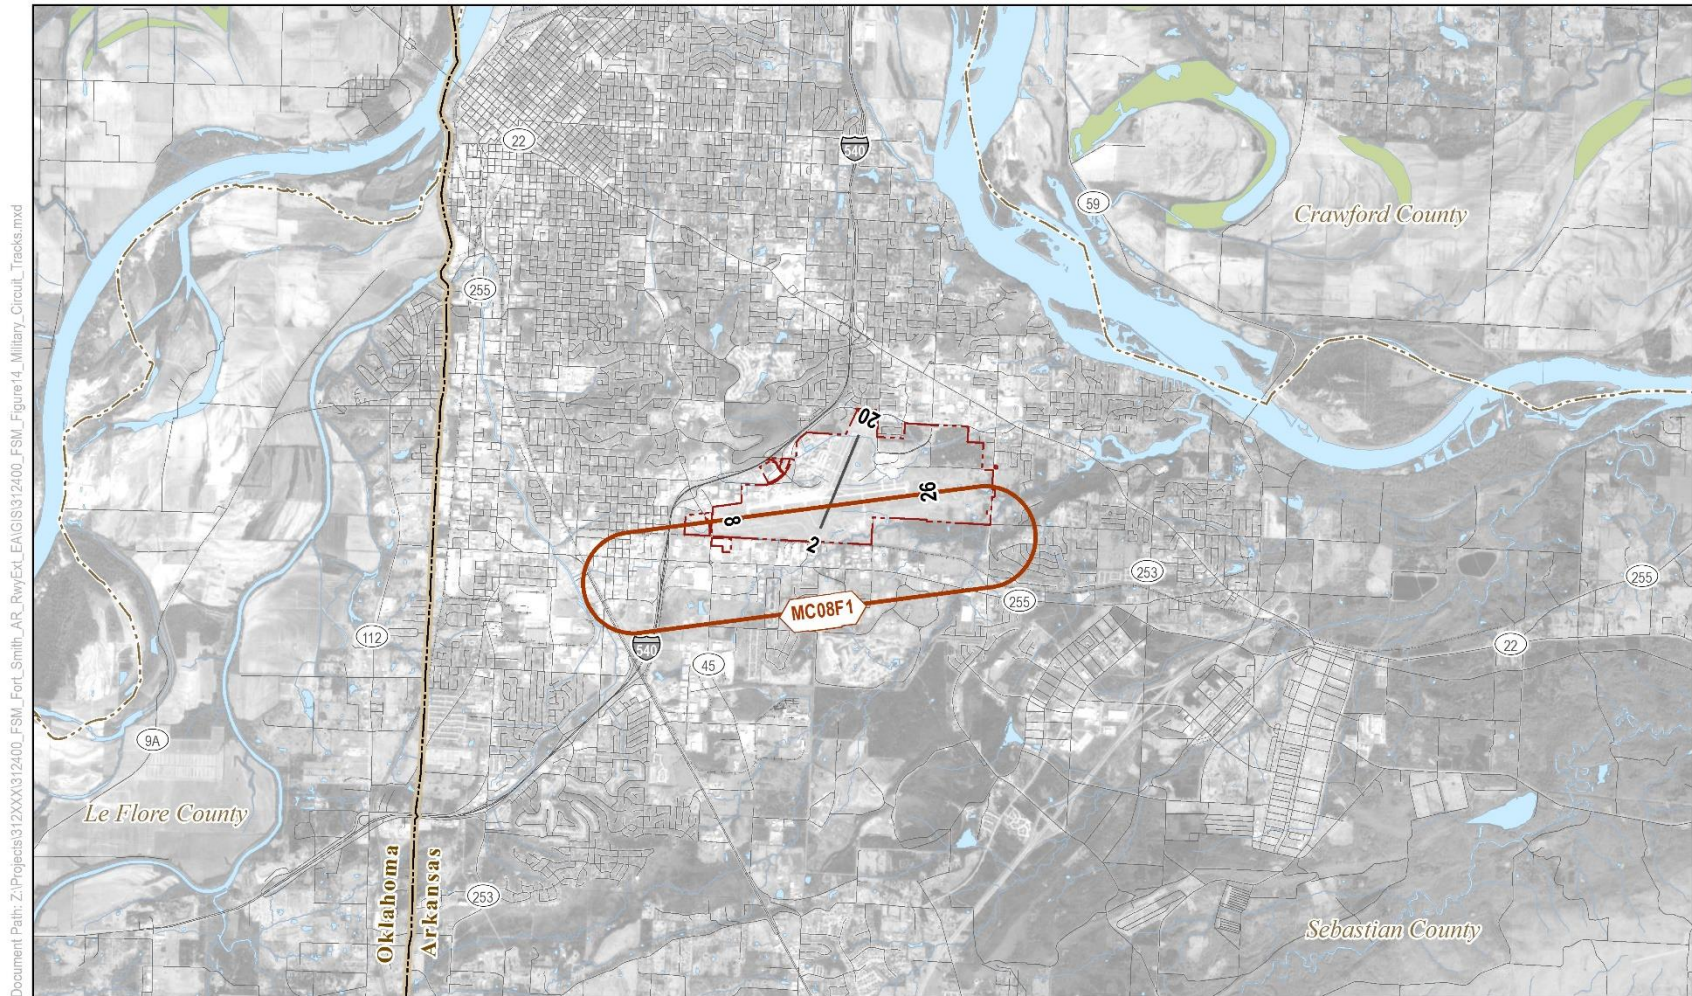 Document Path: Z:\Projects\312XXX\312400_FSM_Fort_Smith_AR_RwyExt_EA\GIS\312400_FSM_Figure14_Military_Circuit_Tracks.mxd
22
540
59
Crawford County
255
20
26
8
2
253
255
255
MC08F1
112
540
45
22
9A
Le Flore County
Oklahoma
Arkansas
253
Sebastian County